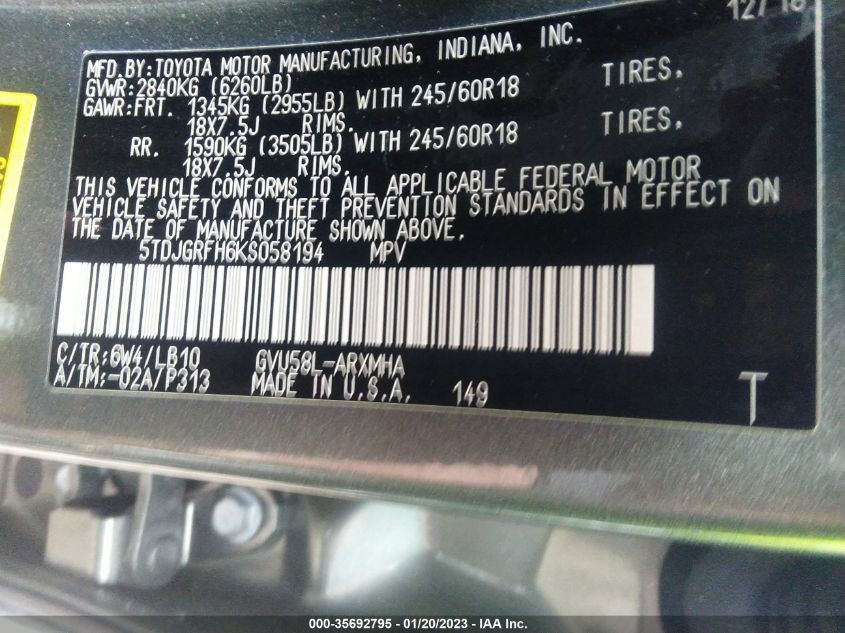 12/18
MFD.BY:TOYOTA MOTOR MANUFACTURING, INDIANA, INC.
GVWR:2840KG (6260LB)
GAWR:FRT. 1345KG (2955LB) WITH 245/60R18 TIRES,
18X7.5J RIMS.
RR. 1590KG (3505LB) WITH 245/60R18 TIRES,
18X7.5J RIMS.
THIS VEHICLE CONFORMS TO ALL APPLICABLE FEDERAL MOTOR
VEHICLE SAFETY AND THEFT PREVENTION STANDARDS IN EFFECT ON
THE DATE OF MANUFACTURE SHOWN ABOVE.
5TDJGRFH6KS058194 MPV
C/TR:6W4/LB10 GVU58L-ARXMHA
A/TM:-02A/P313 MADE IN U.S.A. 149
T
000-35692795 - 01/20/2023 - IAA Inc.